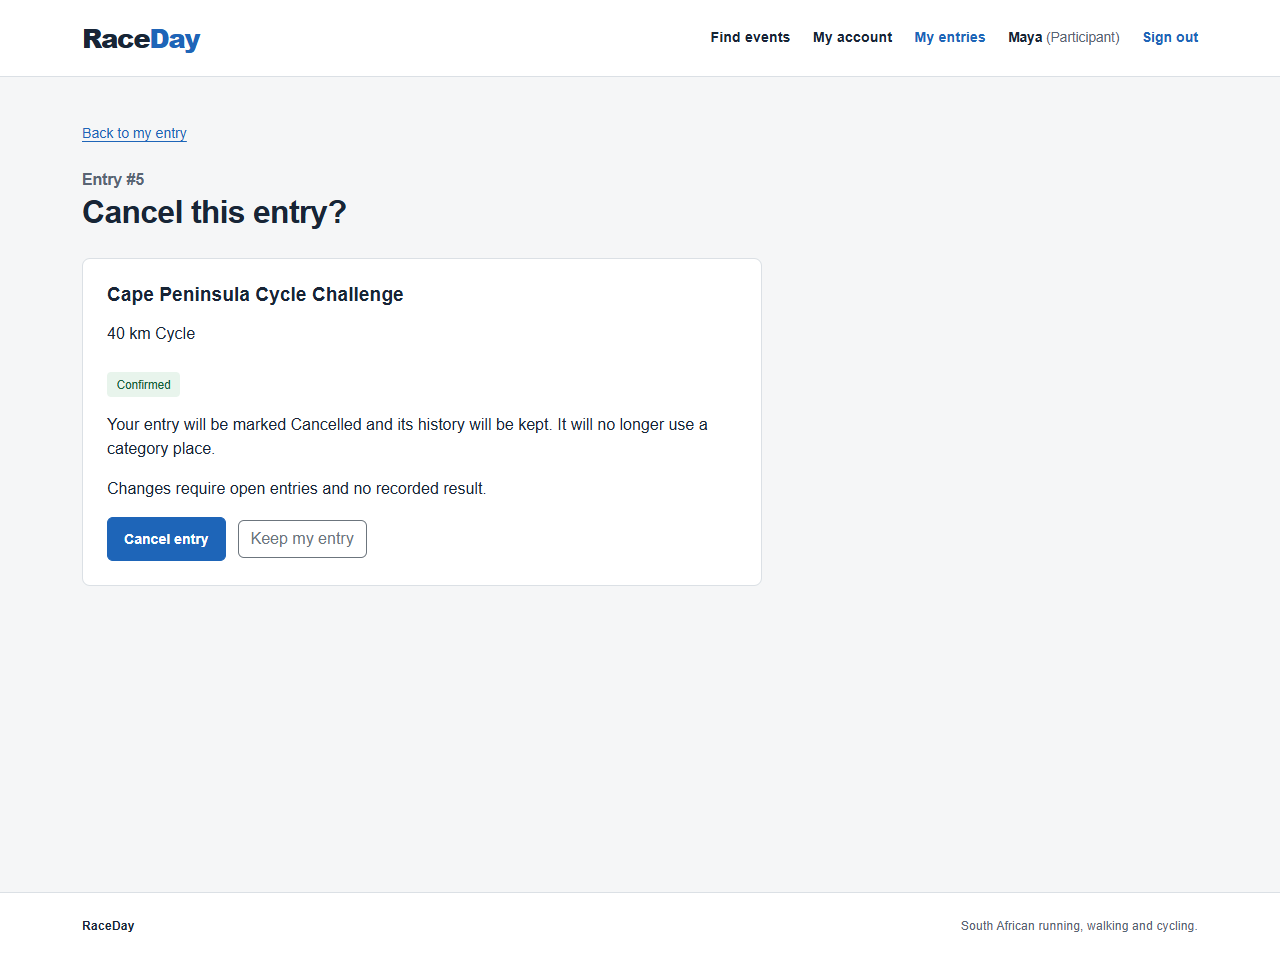 RaceDay
Find events
My account
My entries
Maya (Participant)
Sign out
Back to my entry
Entry #5
Cancel this entry?
Cape Peninsula Cycle Challenge
40 km Cycle
Confirmed
Your entry will be marked Cancelled and its history will be kept. It will no longer use a
category place.
Changes require open entries and no recorded result.
Cancel entry
Keep my entry
RaceDay
South African running, walking and cycling.